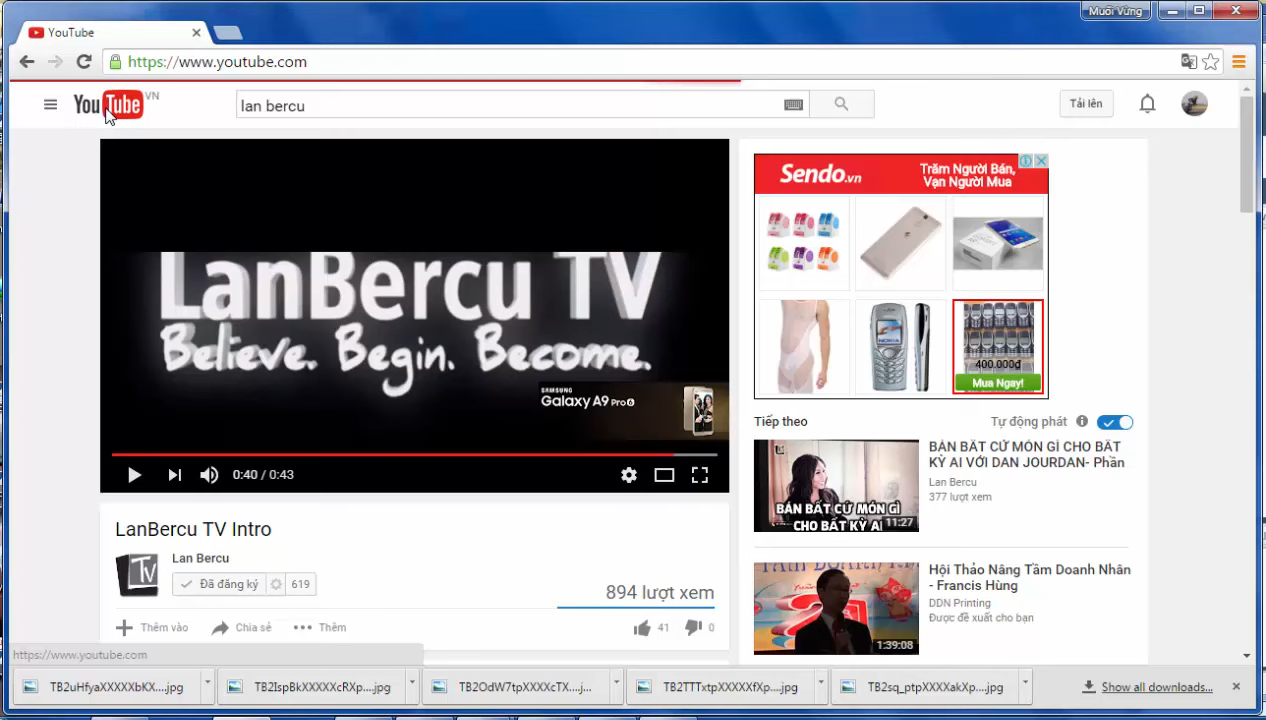 Muoi Vung
YouTube
https://www.youtube.com
YouTube VN
lan bercu
Tải lên
LanBercu TV
Believe. Begin. Become.
SAMSUNG
Galaxy A9 Pro
0:40 / 0:43
Sendo.vn
Trăm Người Bán,
Vạn Người Mua
NOKIA
400.000₫
Mua Ngay!
Tiếp theo
Tự động phát
BÁN BẤT CỨ MÓN GÌ
CHO BẤT KỲ AI
11:27
BÁN BẤT CỨ MÓN GÌ CHO BẤT
KỲ AI VỚI DAN JOURDAN- Phần
Lan Bercu
377 lượt xem
LanBercu TV Intro
TV
Lan Bercu
Đã đăng ký
619
894 lượt xem
Thêm vào
Chia sẻ
Thêm
41
0
1:39:08
Hội Thảo Nâng Tầm Doanh Nhân
- Francis Hùng
DDN Printing
Được đề xuất cho bạn
https://www.youtube.com
TB2uHfyaXXXXXbKX....jpg
TB2IspBkXXXXXcRXp....jpg
TB2OdW7tpXXXXcTX....j...
TB2TTTxtpXXXXXfXp....jpg
TB2sq_ptpXXXXakXp....jpg
Show all downloads...